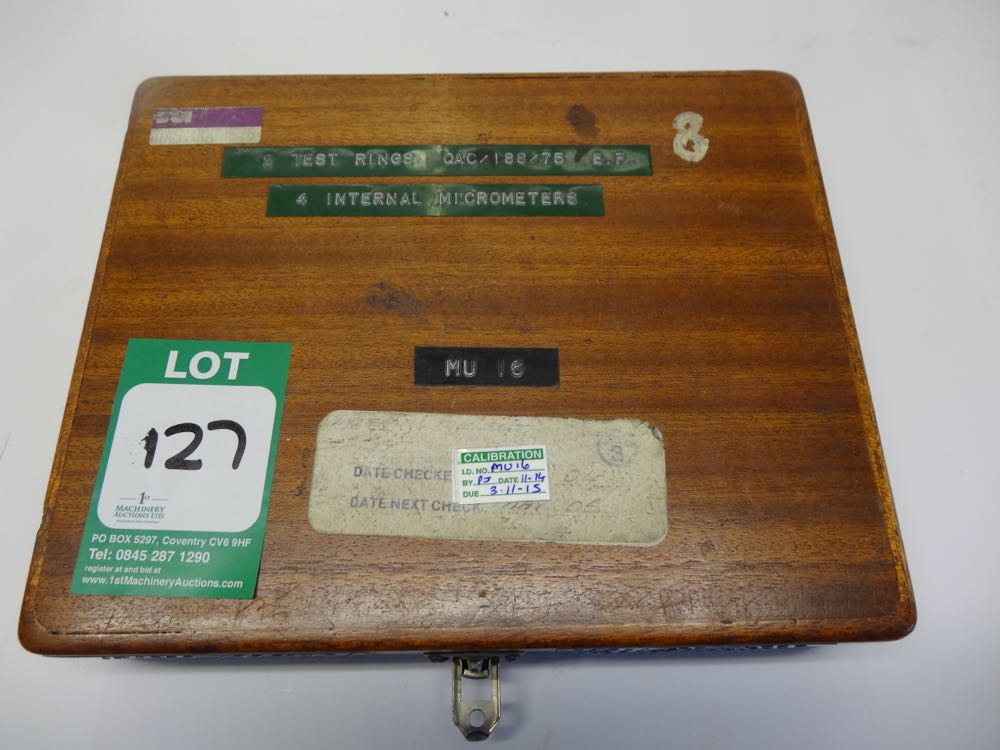 8
2 TEST RINGS QAC/188/75 E.F.
4 INTERNAL MICROMETERS
MU 16
LOT
127
1ST
MACHINERY
AUCTIONS LTD
PO BOX 5297, Coventry CV6 9HF
Tel: 0845 287 1290
register at and bid at
www.1stMachineryAuctions.com
3
DATE CHECKE
DATE NEXT CHECK.
CALIBRATION
I.D. NO. MU16
BY PJ DATE 11-14
DUE 3-11-15